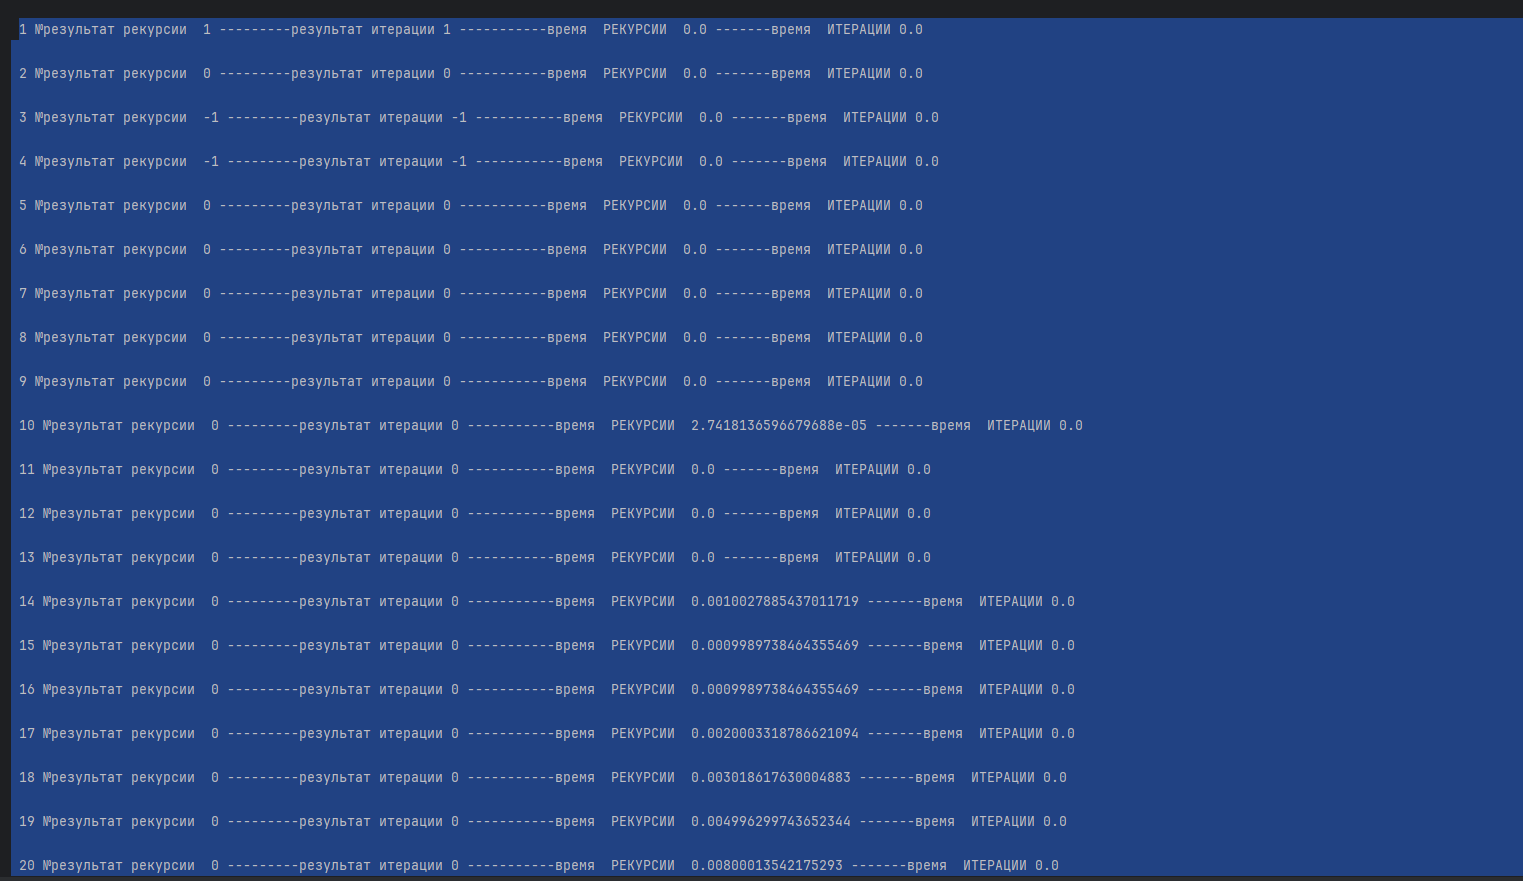 1 №результат рекурсии  1 ---------результат итерации 1 -----------время  РЕКУРСИИ  0.0 -------время  ИТЕРАЦИИ 0.0
2 №результат рекурсии  0 ---------результат итерации 0 -----------время  РЕКУРСИИ  0.0 -------время  ИТЕРАЦИИ 0.0
3 №результат рекурсии  -1 ---------результат итерации -1 -----------время  РЕКУРСИИ  0.0 -------время  ИТЕРАЦИИ 0.0
4 №результат рекурсии  -1 ---------результат итерации -1 -----------время  РЕКУРСИИ  0.0 -------время  ИТЕРАЦИИ 0.0
5 №результат рекурсии  0 ---------результат итерации 0 -----------время  РЕКУРСИИ  0.0 -------время  ИТЕРАЦИИ 0.0
6 №результат рекурсии  0 ---------результат итерации 0 -----------время  РЕКУРСИИ  0.0 -------время  ИТЕРАЦИИ 0.0
7 №результат рекурсии  0 ---------результат итерации 0 -----------время  РЕКУРСИИ  0.0 -------время  ИТЕРАЦИИ 0.0
8 №результат рекурсии  0 ---------результат итерации 0 -----------время  РЕКУРСИИ  0.0 -------время  ИТЕРАЦИИ 0.0
9 №результат рекурсии  0 ---------результат итерации 0 -----------время  РЕКУРСИИ  0.0 -------время  ИТЕРАЦИИ 0.0
10 №результат рекурсии  0 ---------результат итерации 0 -----------время  РЕКУРСИИ  2.7418136596679688e-05 -------время  ИТЕРАЦИИ 0.0
11 №результат рекурсии  0 ---------результат итерации 0 -----------время  РЕКУРСИИ  0.0 -------время  ИТЕРАЦИИ 0.0
12 №результат рекурсии  0 ---------результат итерации 0 -----------время  РЕКУРСИИ  0.0 -------время  ИТЕРАЦИИ 0.0
13 №результат рекурсии  0 ---------результат итерации 0 -----------время  РЕКУРСИИ  0.0 -------время  ИТЕРАЦИИ 0.0
14 №результат рекурсии  0 ---------результат итерации 0 -----------время  РЕКУРСИИ  0.0010027885437011719 -------время  ИТЕРАЦИИ 0.0
15 №результат рекурсии  0 ---------результат итерации 0 -----------время  РЕКУРСИИ  0.0009989738464355469 -------время  ИТЕРАЦИИ 0.0
16 №результат рекурсии  0 ---------результат итерации 0 -----------время  РЕКУРСИИ  0.0009989738464355469 -------время  ИТЕРАЦИИ 0.0
17 №результат рекурсии  0 ---------результат итерации 0 -----------время  РЕКУРСИИ  0.0020003318786621094 -------время  ИТЕРАЦИИ 0.0
18 №результат рекурсии  0 ---------результат итерации 0 -----------время  РЕКУРСИИ  0.003018617630004883 -------время  ИТЕРАЦИИ 0.0
19 №результат рекурсии  0 ---------результат итерации 0 -----------время  РЕКУРСИИ  0.004996299743652344 -------время  ИТЕРАЦИИ 0.0
20 №результат рекурсии  0 ---------результат итерации 0 -----------время  РЕКУРСИИ  0.00800013542175293 -------время  ИТЕРАЦИИ 0.0